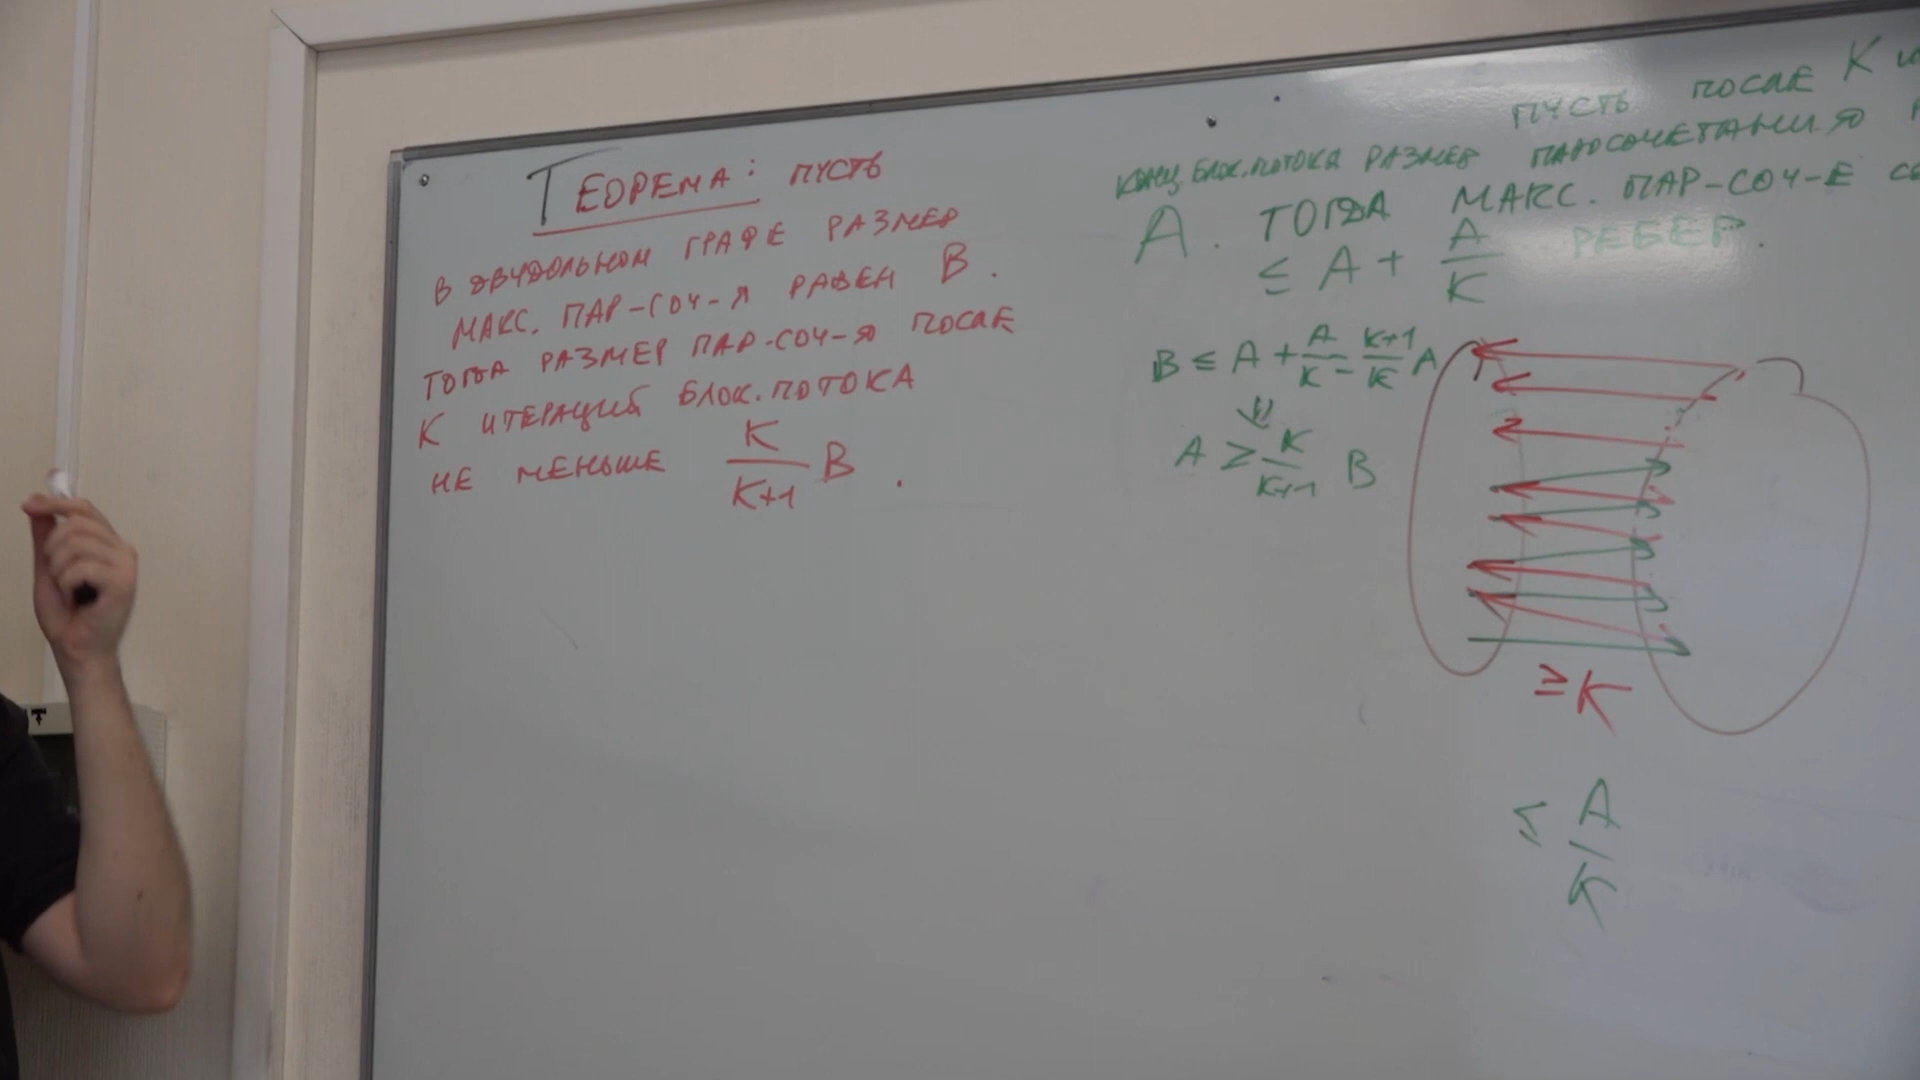 ТЕОРЕМА: ПУСТЬ
В ДВУДОЛЬНОМ ГРАФЕ РАЗМЕР
МАКС. ПАР-СОЧ-Я РАВЕН B.
ТОГДА РАЗМЕР ПАР-СОЧ-Я ПОСЛЕ
K ИТЕРАЦИЙ БЛОК.ПОТОКА
НЕ МЕНЬШЕ K/K+1 B.
ПУСТЬ ПОСЛЕ K
БЛОК.ПОТОКА РАЗМЕР ПАРОСОЧЕТАНИЯ
A. ТОГДА МАКС. ПАР-СОЧ-Е
≤ A + A/K РЕБЕР.
B ≤ A + A/K = K+1/K A
⇓
A ≥ K/K+1 B
≥ K
≤ A/K